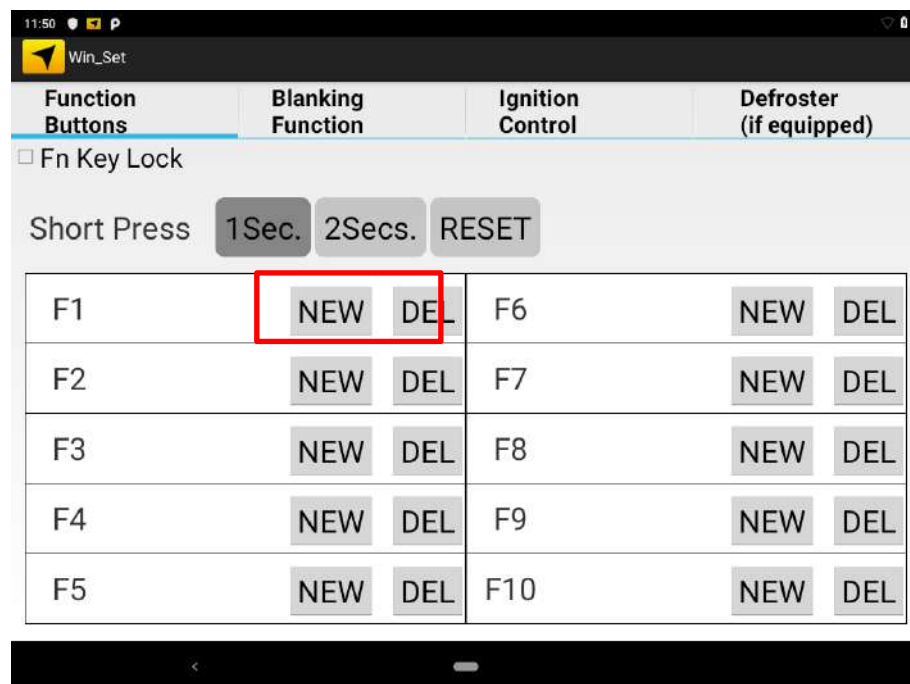 11:50
Win_Set
Function Buttons
Blanking Function
Ignition Control
Defroster (if equipped)
Fn Key Lock
Short Press 1Sec. 2Secs. RESET
F1 NEW DEL F6 NEW DEL
F2 NEW DEL F7 NEW DEL
F3 NEW DEL F8 NEW DEL
F4 NEW DEL F9 NEW DEL
F5 NEW DEL F10 NEW DEL